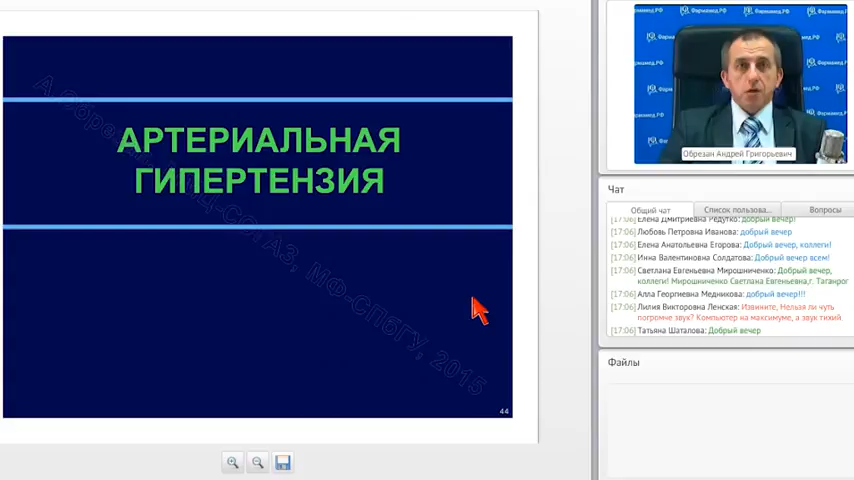 АРТЕРИАЛЬНАЯ
ГИПЕРТЕНЗИЯ
СОГАЗ, МФ-СПбГУ, 2015
44
Фармамед.РФ
Обрезан Андрей Григорьевич
Чат
Общий чат
Список пользова...
Вопросы
[17:06] Елена Дмитриевна Редутко: добрый вечер!
[17:06] Любовь Петровна Иванова: добрый вечер
[17:06] Елена Анатольевна Егорова: Добрый вечер, коллеги!
[17:06] Инна Валентиновна Солдатова: Добрый вечер всем!
[17:06] Светлана Евгеньевна Мирошниченко: Добрый вечер,
коллеги! Мирошниченко Светлана Евгеньевна,г. Таганрог
[17:06] Алла Георгиевна Медникова: добрый вечер!!!
[17:06] Лилия Викторовна Ленская: Извините, Нельзя ли чуть
погромче звук? Компьютер на максимуме, а звук тихий
[17:06] Татьяна Шаталова: Добрый вечер
Файлы